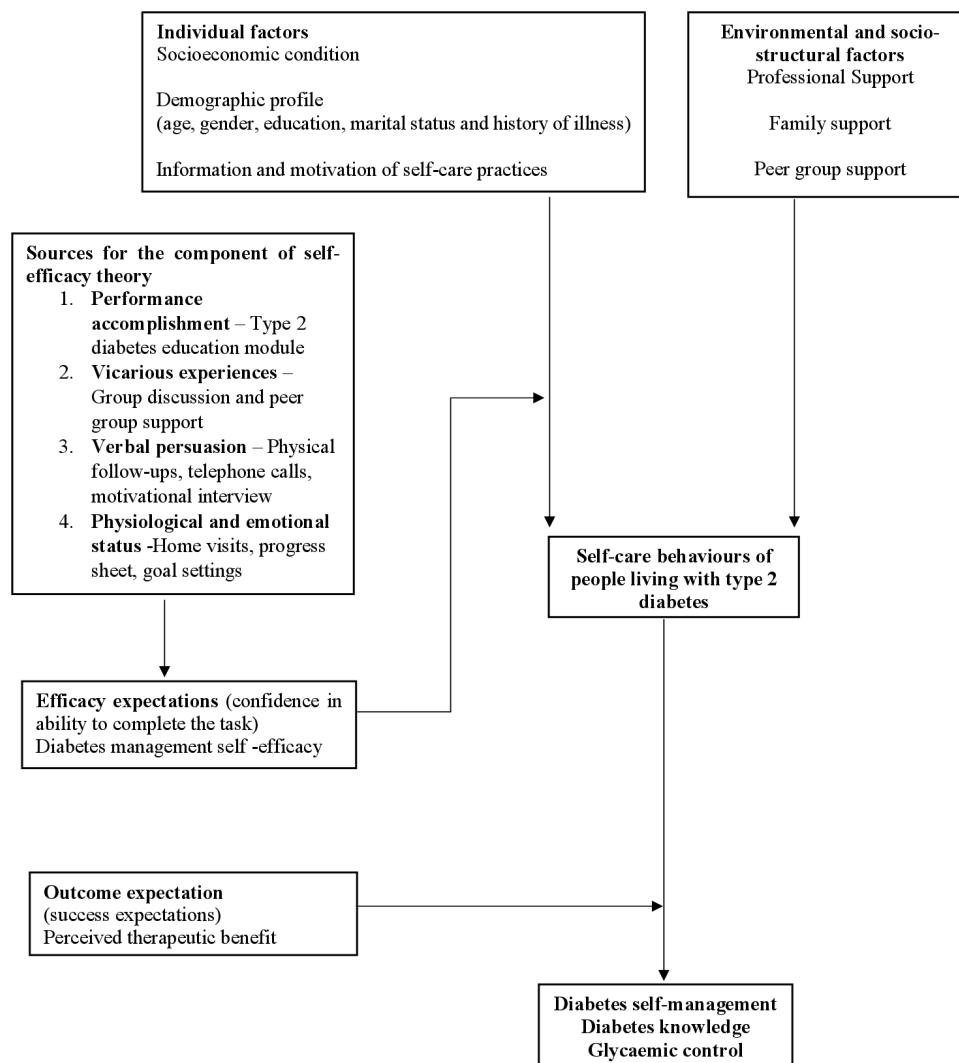 Individual factors
Socioeconomic condition
Demographic profile
(age, gender, education, marital status and history of illness)
Information and motivation of self-care practices
Environmental and socio-
structural factors
Professional Support
Family support
Peer group support
Sources for the component of self-
efficacy theory
1. Performance
accomplishment – Type 2
diabetes education module
2. Vicarious experiences –
Group discussion and peer
group support
3. Verbal persuasion – Physical
follow-ups, telephone calls,
motivational interview
4. Physiological and emotional
status -Home visits, progress
sheet, goal settings
Self-care behaviours of
people living with type 2
diabetes
Efficacy expectations (confidence in
ability to complete the task)
Diabetes management self -efficacy
Outcome expectation
(success expectations)
Perceived therapeutic benefit
Diabetes self-management
Diabetes knowledge
Glycaemic control